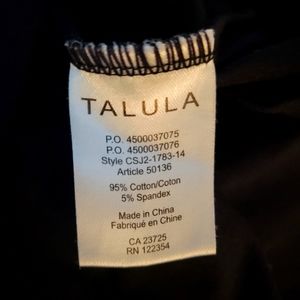 TALULA
P.O. 4500037075
P.O. 4500037076
Style CSJ2-1783-14
Article 50136
95% Cotton/Coton
5% Spandex
Made in China
Fabriqué en Chine
CA 23725
RN 122354